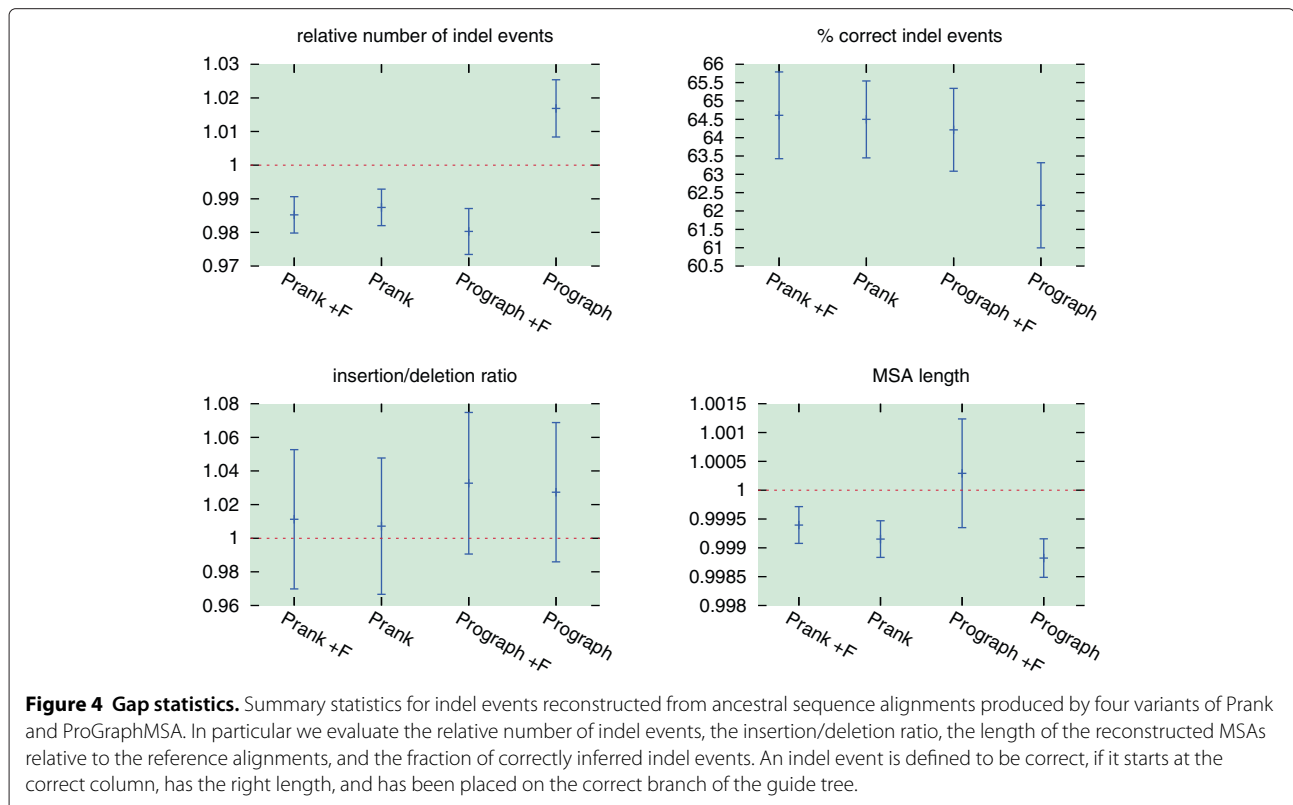 relative number of indel events
1.03
1.02
1.01
1
0.99
0.98
0.97
Prank +F
Prank
Prograph +F
Prograph
% correct indel events
66
65.5
65
64.5
64
63.5
63
62.5
62
61.5
61
60.5
Prank +F
Prank
Prograph +F
Prograph
insertion/deletion ratio
1.08
1.06
1.04
1.02
1
0.98
0.96
Prank +F
Prank
Prograph +F
Prograph
MSA length
1.0015
1.001
1.0005
1
0.9995
0.999
0.9985
0.998
Prank +F
Prank
Prograph +F
Prograph
Figure 4 Gap statistics. Summary statistics for indel events reconstructed from ancestral sequence alignments produced by four variants of Prank
and ProGraphMSA. In particular we evaluate the relative number of indel events, the insertion/deletion ratio, the length of the reconstructed MSAs
relative to the reference alignments, and the fraction of correctly inferred indel events. An indel event is defined to be correct, if it starts at the
correct column, has the right length, and has been placed on the correct branch of the guide tree.